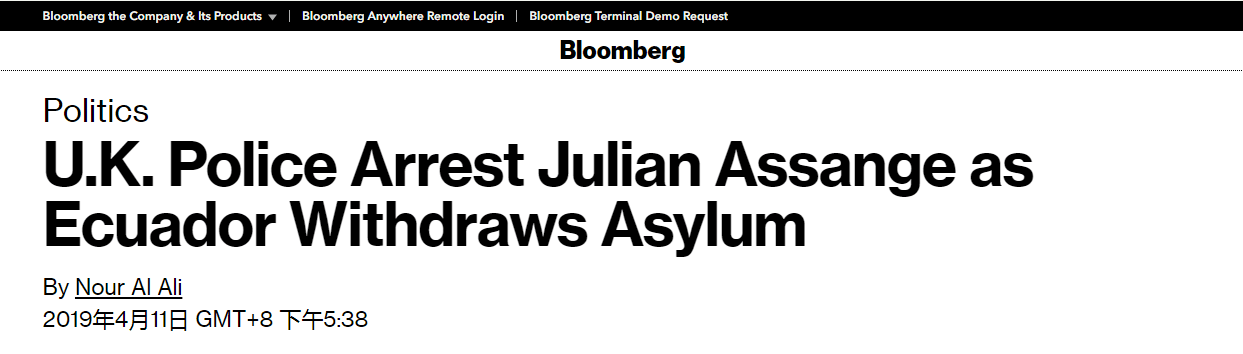 Bloomberg the Company & Its Products Bloomberg Anywhere Remote Login Bloomberg Terminal Demo Request
Bloomberg
Politics
U.K. Police Arrest Julian Assange as
Ecuador Withdraws Asylum
By Nour Al Ali
2019年4月11日 GMT+8 下午5:38